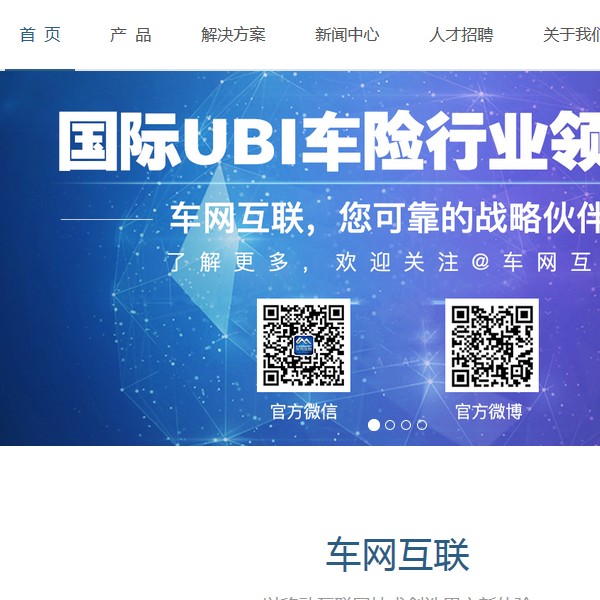 首 页 产 品 解决方案 新闻中心 人才招聘 关于我们
国际UBI车险行业领
车网互联，您可靠的战略伙伴
了解更多，欢迎关注@车网互
官方微信 官方微博
车网互联